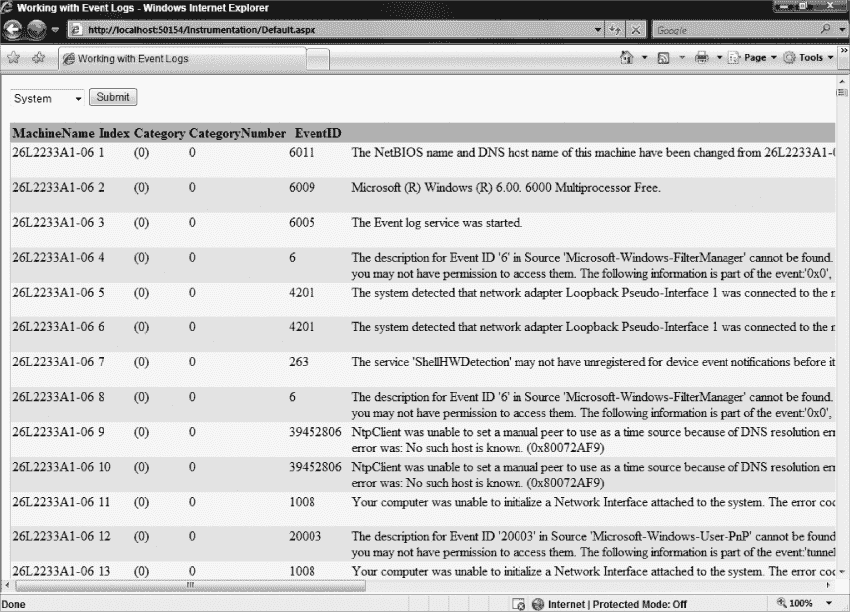 Working with Event Logs - Windows Internet Explorer
http://localhost:50154/Instrumentation/Default.aspx
Google
Working with Event Logs
Page
Tools
System
Submit
MachineName Index Category CategoryNumber EventID
26L2233A1-06 1 (0) 0 6011 The NetBIOS name and DNS host name of this machine have been changed from 26L2233A1-0
26L2233A1-06 2 (0) 0 6009 Microsoft (R) Windows (R) 6.00. 6000 Multiprocessor Free.
26L2233A1-06 3 (0) 0 6005 The Event log service was started.
26L2233A1-06 4 (0) 0 6 The description for Event ID '6' in Source 'Microsoft-Windows-FilterManager' cannot be found.
you may not have permission to access them. The following information is part of the event:'0x0',
26L2233A1-06 5 (0) 0 4201 The system detected that network adapter Loopback Pseudo-Interface 1 was connected to the
26L2233A1-06 6 (0) 0 4201 The system detected that network adapter Loopback Pseudo-Interface 1 was connected to the
26L2233A1-06 7 (0) 0 263 The service 'ShellHWDetection' may not have unregistered for device event notifications before it
26L2233A1-06 8 (0) 0 6 The description for Event ID '6' in Source 'Microsoft-Windows-FilterManager' cannot be found.
you may not have permission to access them. The following information is part of the event:'0x0',
26L2233A1-06 9 (0) 0 39452806 NtpClient was unable to set a manual peer to use as a time source because of DNS resolution err
error was: No such host is known. (0x80072AF9)
26L2233A1-06 10 (0) 0 39452806 NtpClient was unable to set a manual peer to use as a time source because of DNS resolution err
error was: No such host is known. (0x80072AF9)
26L2233A1-06 11 (0) 0 1008 Your computer was unable to initialize a Network Interface attached to the system. The error coc
26L2233A1-06 12 (0) 0 20003 The description for Event ID '20003' in Source 'Microsoft-Windows-User-PnP' cannot be found
you may not have permission to access them. The following information is part of the event:'tunnel
26L2233A1-06 13 (0) 0 1008 Your computer was unable to initialize a Network Interface attached to the system. The error coc
Done
Internet | Protected Mode: Off
100%